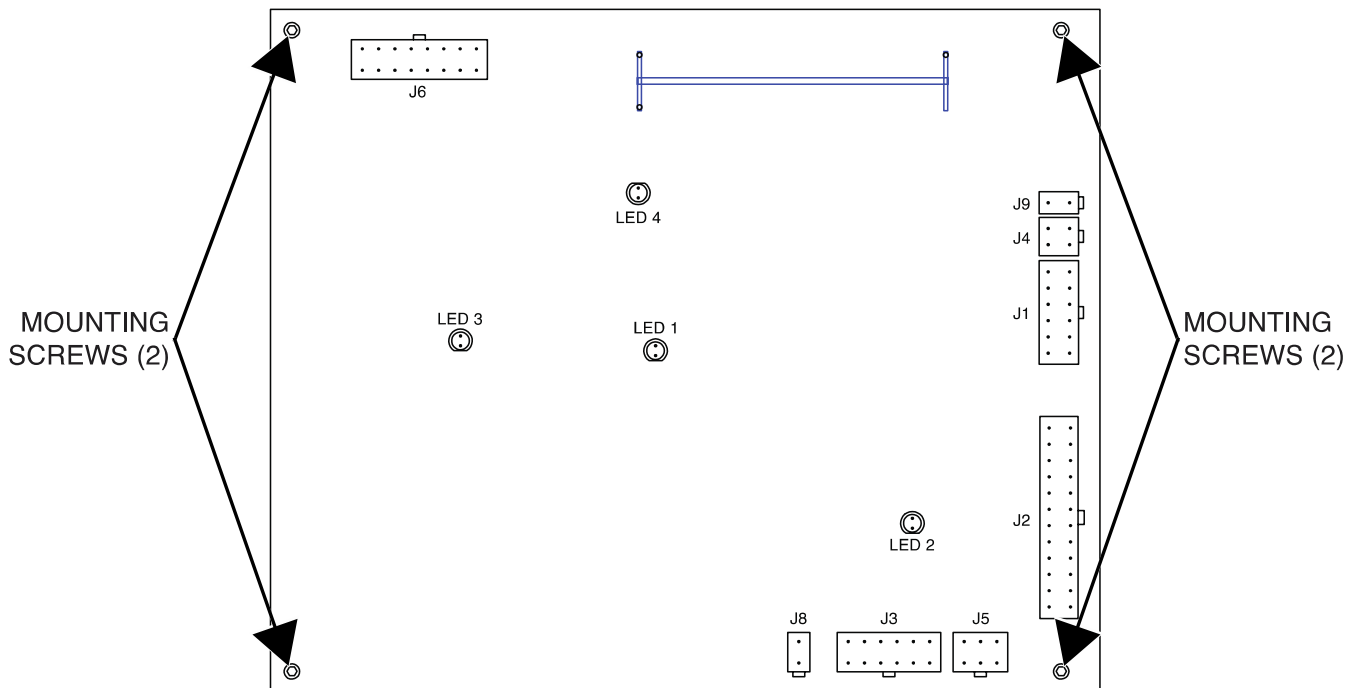 J6
LED 4
J9
J4
J1
LED 3
LED 1
MOUNTING
SCREWS (2)
MOUNTING
SCREWS (2)
J2
LED 2
J8
J3
J5